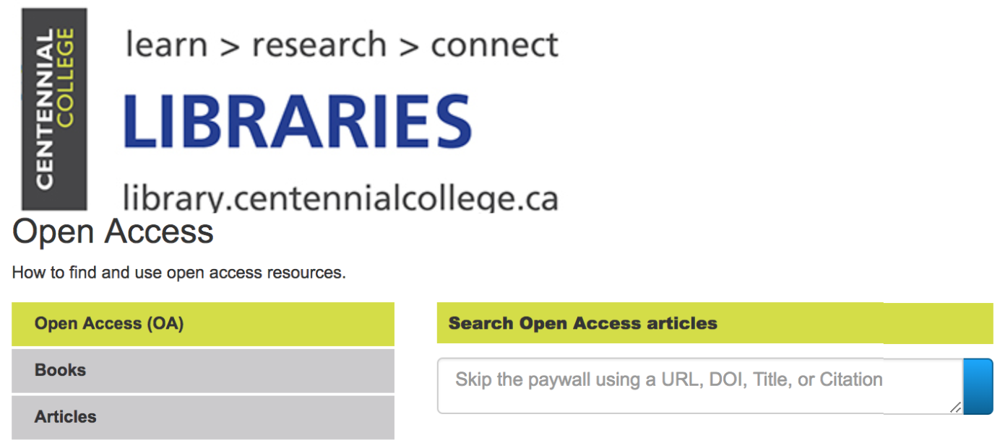 CENTENNIAL
COLLEGE
learn > research > connect
LIBRARIES
library.centennialcollege.ca
Open Access
How to find and use open access resources.
Open Access (OA)
Books
Articles
Search Open Access articles
Skip the paywall using a URL, DOI, Title, or Citation